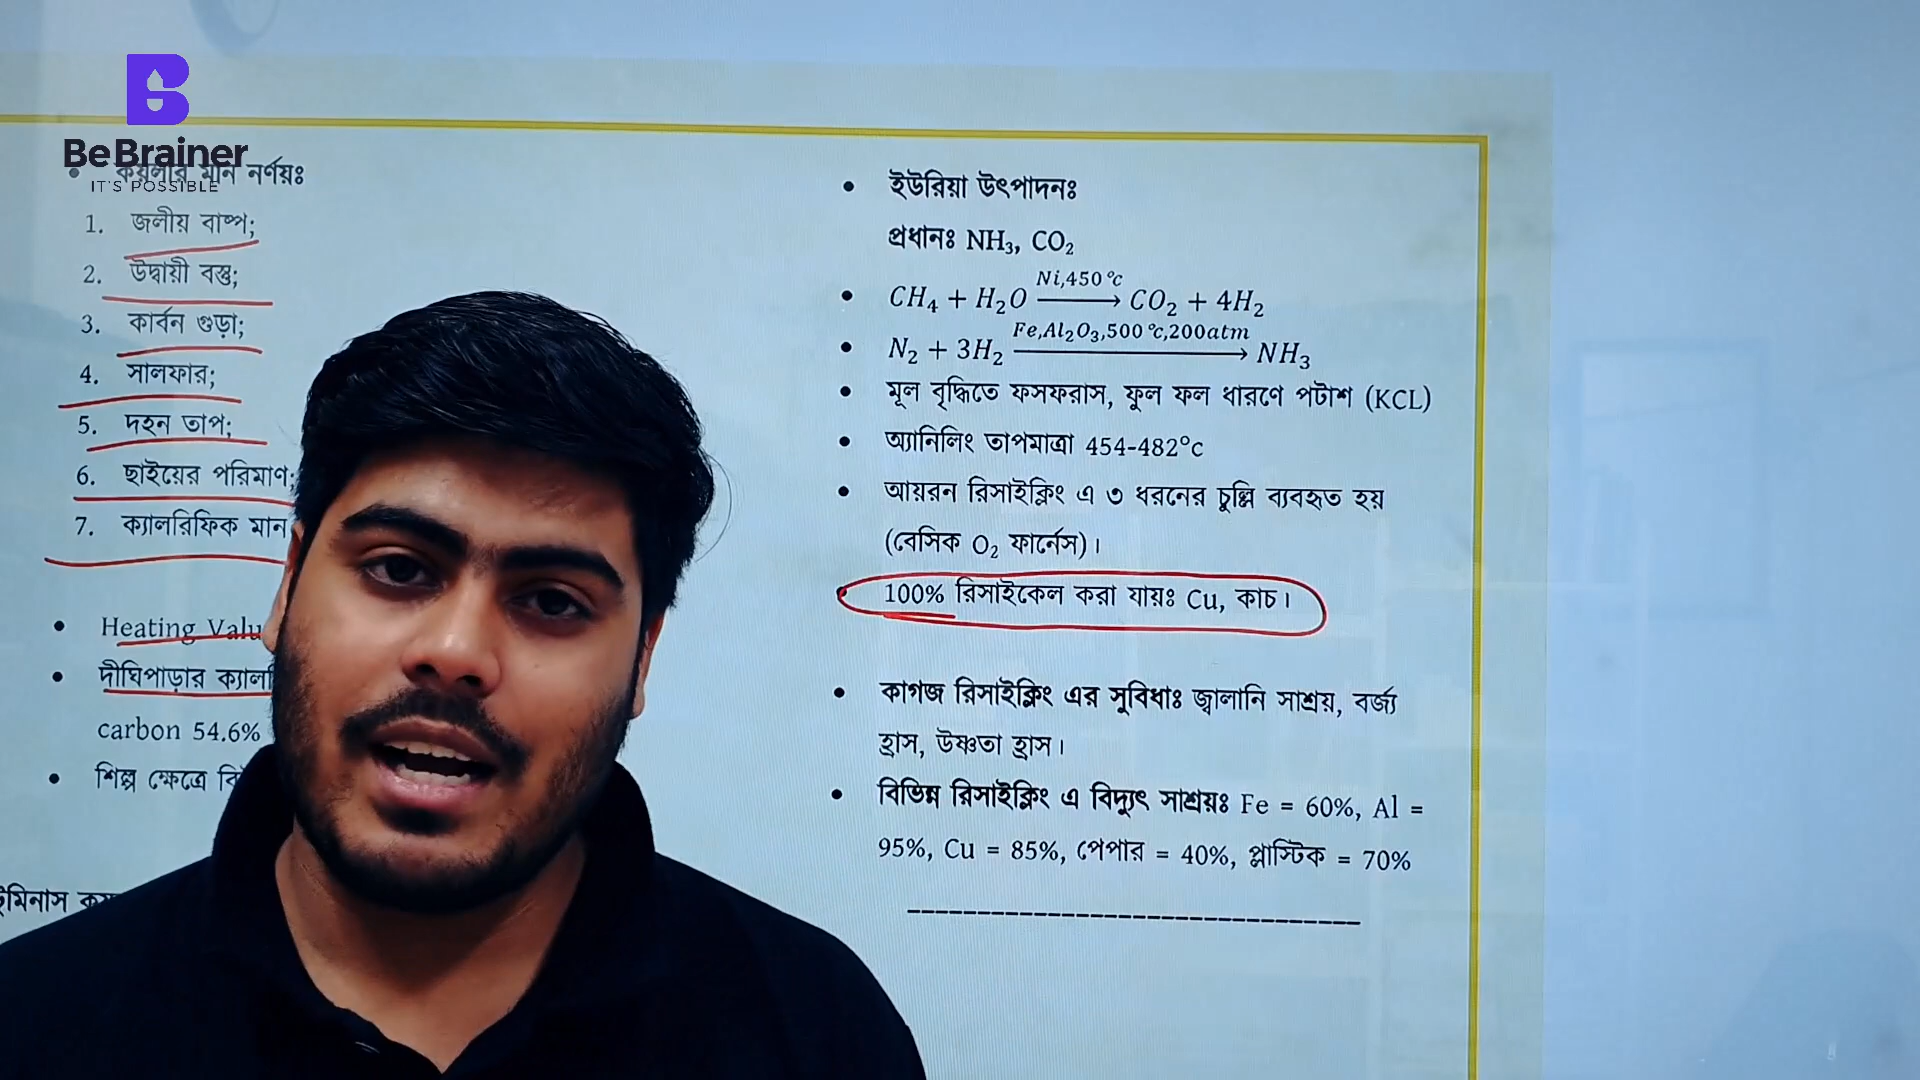 Be Brainer
IT'S POSSIBLE
কয়লার মান নর্ণয়ঃ
1. জলীয় বাষ্প;
2. উদ্বায়ী বস্তু;
3. কার্বন গুড়া;
4. সালফার;
5. দহন তাপ;
6. ছাইয়ের পরিমাণ;
7. ক্যালরিফিক মান
Heating
দীঘিপাড়ার
carbon 54.6%
শিল্প ক্ষেত্রে
ইউরিয়া উৎপাদনঃ
প্রধানঃ NH₃, CO₂
CH₄ + H₂O —Ni,450℃→ CO₂ + 4H₂
N₂ + 3H₂ —Fe,Al₂O₃,500℃,200atm→ NH₃
মূল বৃদ্ধিতে ফসফরাস, ফুল ফল ধারণে পটাশ (KCL)
অ্যানিলিং তাপমাত্রা 454-482°c
আয়রন রিসাইক্লিং এ ৩ ধরনের চুল্লি ব্যবহৃত হয়
(বেসিক O₂ ফার্নেস)।
100% রিসাইকেল করা যায়ঃ Cu, কাচ।
কাগজ রিসাইক্লিং এর সুবিধাঃ জ্বালানি সাশ্রয়, বর্জ্য
হ্রাস, উষ্ণতা হ্রাস।
বিভিন্ন রিসাইক্লিং এ বিদ্যুৎ সাশ্রয়ঃ Fe = 60%, Al =
95%, Cu = 85%, পেপার = 40%, প্লাস্টিক = 70%